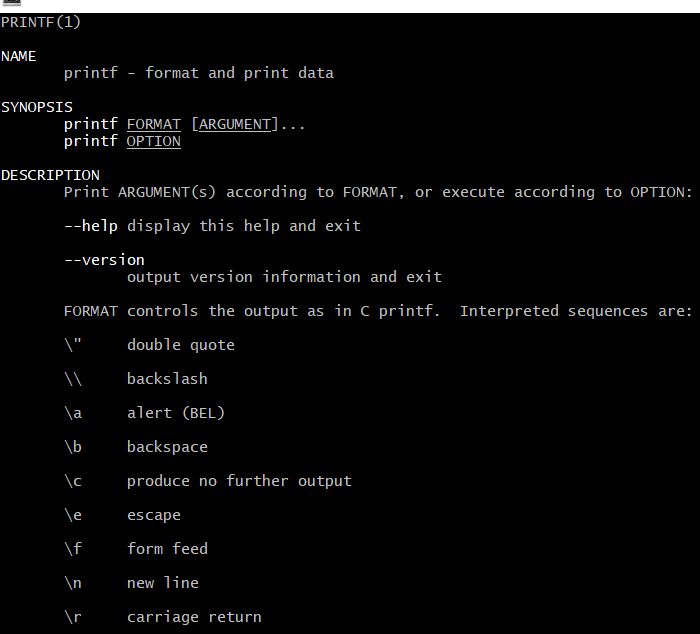 PRINTF(1)
NAME
printf - format and print data
SYNOPSIS
printf FORMAT [ARGUMENT]...
printf OPTION
DESCRIPTION
Print ARGUMENT(s) according to FORMAT, or execute according to OPTION:
--help display this help and exit
--version
output version information and exit
FORMAT controls the output as in C printf.  Interpreted sequences are:
\"     double quote
\\     backslash
\a     alert (BEL)
\b     backspace
\c     produce no further output
\e     escape
\f     form feed
\n     new line
\r     carriage return